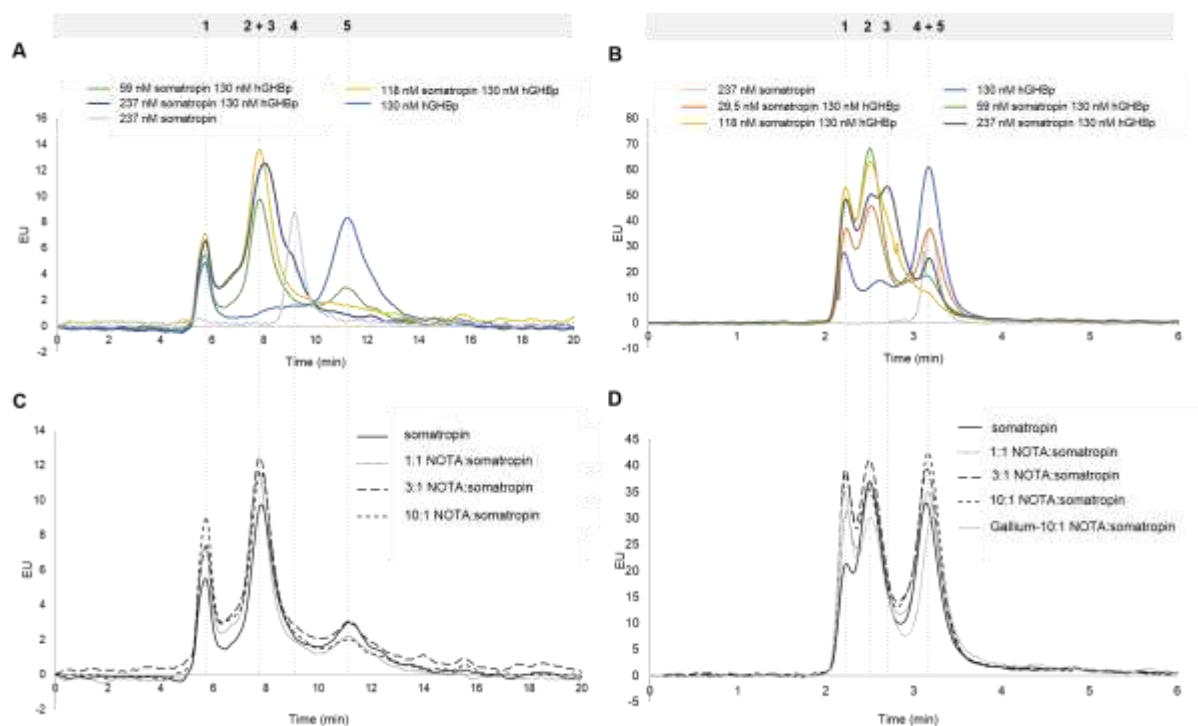 1 2 + 3 4 5
A
59 nM somatropin 130 nM hGHBp
118 nM somatropin 130 nM hGHBp
237 nM somatropin 130 nM hGHBp
130 nM hGHBp
237 nM somatropin
16
14
12
10
8
6
4
2
0
-2
EU
0 2 4 6 8 10 12 14 16 18 20
Time (min)
1 2 3 4 + 5
B
237 nM somatropin
130 nM hGHBp
29,5 nM somatropin 130 nM hGHBp
59 nM somatropin 130 nM hGHBp
118 nM somatropin 130 nM hGHBp
237 nM somatropin 130 nM hGHBp
80
70
60
50
40
30
20
10
0
-10
EU
0 1 2 3 4 5 6
Time (min)
C
somatropin
1:1 NOTA:somatropin
3:1 NOTA:somatropin
10:1 NOTA:somatropin
14
12
10
8
6
4
2
0
-2
EU
0 2 4 6 8 10 12 14 16 18 20
Time (min)
D
somatropin
1:1 NOTA:somatropin
3:1 NOTA:somatropin
10:1 NOTA:somatropin
Gallium-10:1 NOTA:somatropin
45
40
35
30
25
20
15
10
5
0
-5
EU
0 1 2 3 4 5 6
Time (min)